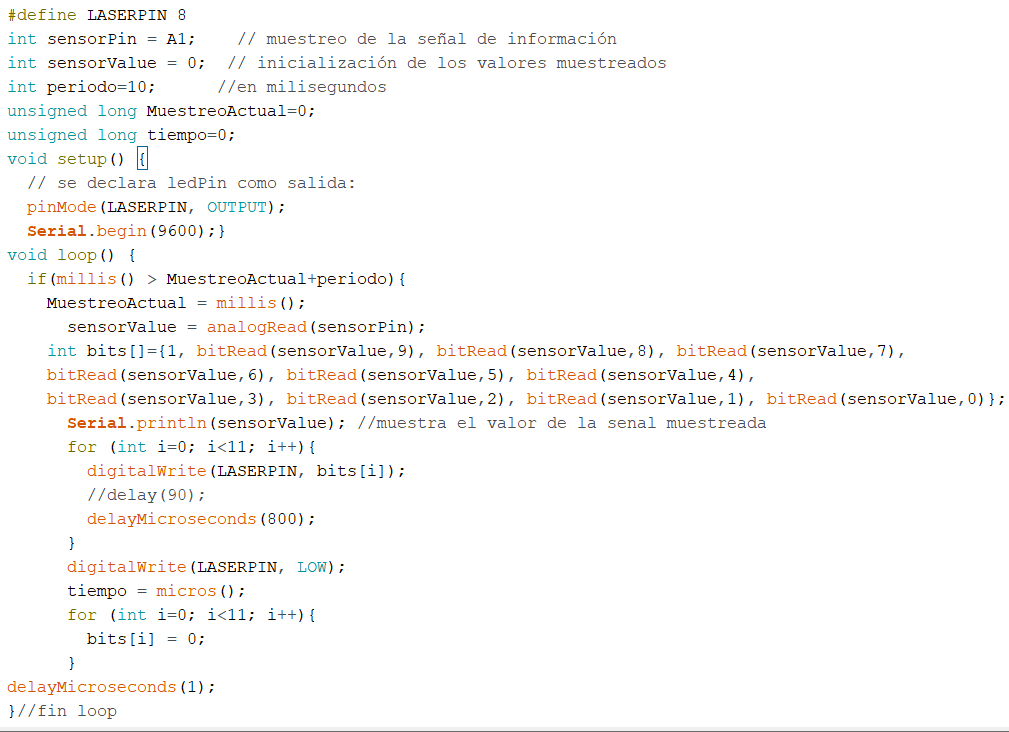 #define LASERPIN 8
int sensorPin = A1;    // muestreo de la señal de información
int sensorValue = 0;  // inicialización de los valores muestreados
int periodo=10;      //en milisegundos
unsigned long MuestreoActual=0;
unsigned long tiempo=0;
void setup() {
  // se declara ledPin como salida:
  pinMode(LASERPIN, OUTPUT);
  Serial.begin(9600);}
void loop() {
  if(millis() > MuestreoActual+periodo){
    MuestreoActual = millis();
      sensorValue = analogRead(sensorPin);
    int bits[]={1, bitRead(sensorValue,9), bitRead(sensorValue,8), bitRead(sensorValue,7),
    bitRead(sensorValue,6), bitRead(sensorValue,5), bitRead(sensorValue,4),
    bitRead(sensorValue,3), bitRead(sensorValue,2), bitRead(sensorValue,1), bitRead(sensorValue,0)};
      Serial.println(sensorValue); //muestra el valor de la senal muestreada
      for (int i=0; i<11; i++){
        digitalWrite(LASERPIN, bits[i]);
        //delay(90);
        delayMicroseconds(800);
      }
      digitalWrite(LASERPIN, LOW);
      tiempo = micros();
      for (int i=0; i<11; i++){
        bits[i] = 0;
      }
delayMicroseconds(1);
}//fin loop